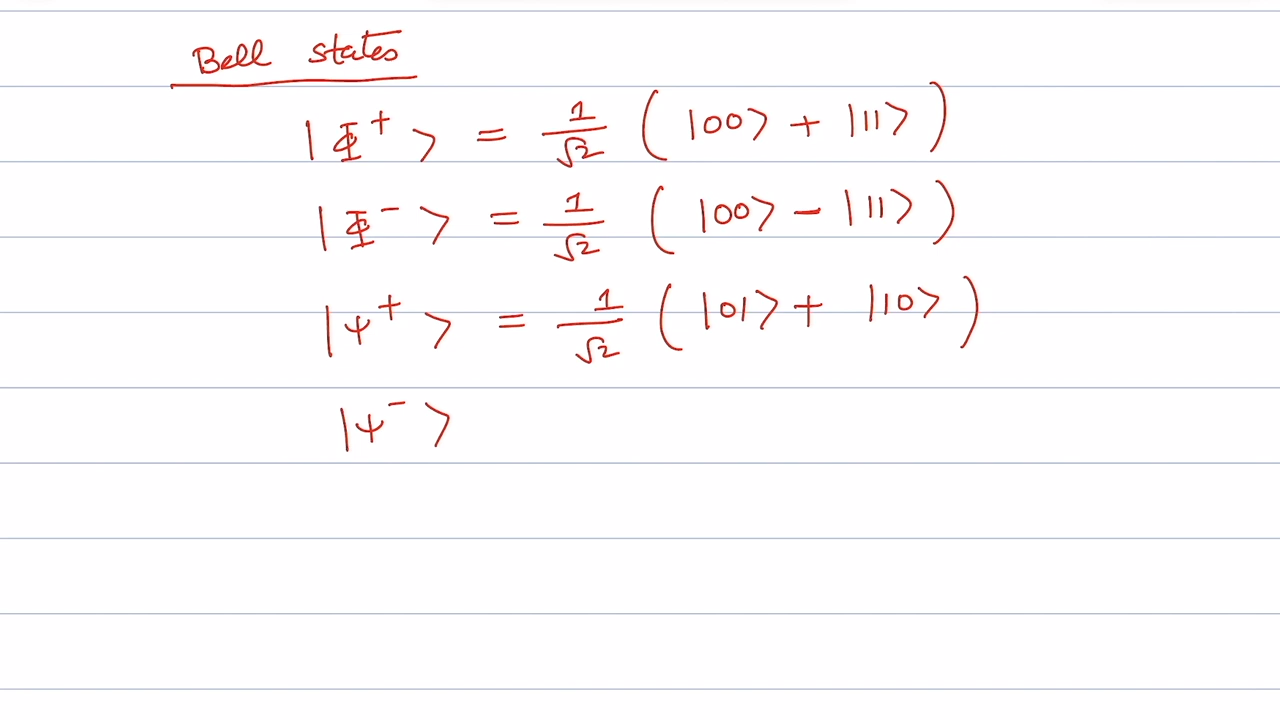 Bell states
|Φ⁺⟩ = 1/√2 (|00⟩ + |11⟩)
|Φ⁻⟩ = 1/√2 (|00⟩ - |11⟩)
|ψ⁺⟩ = 1/√2 (|01⟩ + |10⟩)
|ψ⁻⟩